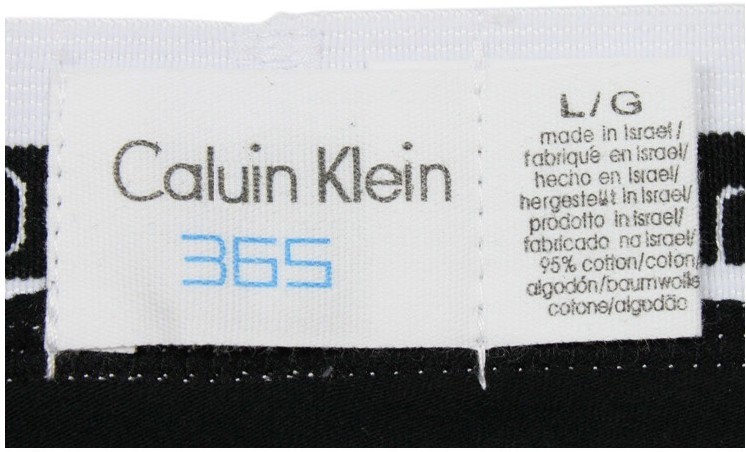 Caluin Klein
365
L/G
made in Israel/
fabriqué en israel/
hecho en israel/
hergestellt in Israel/
prodotto in israel/
fabricado na israel/
95% cotton/coton/
algodón/baumwolle
cotone/algodão